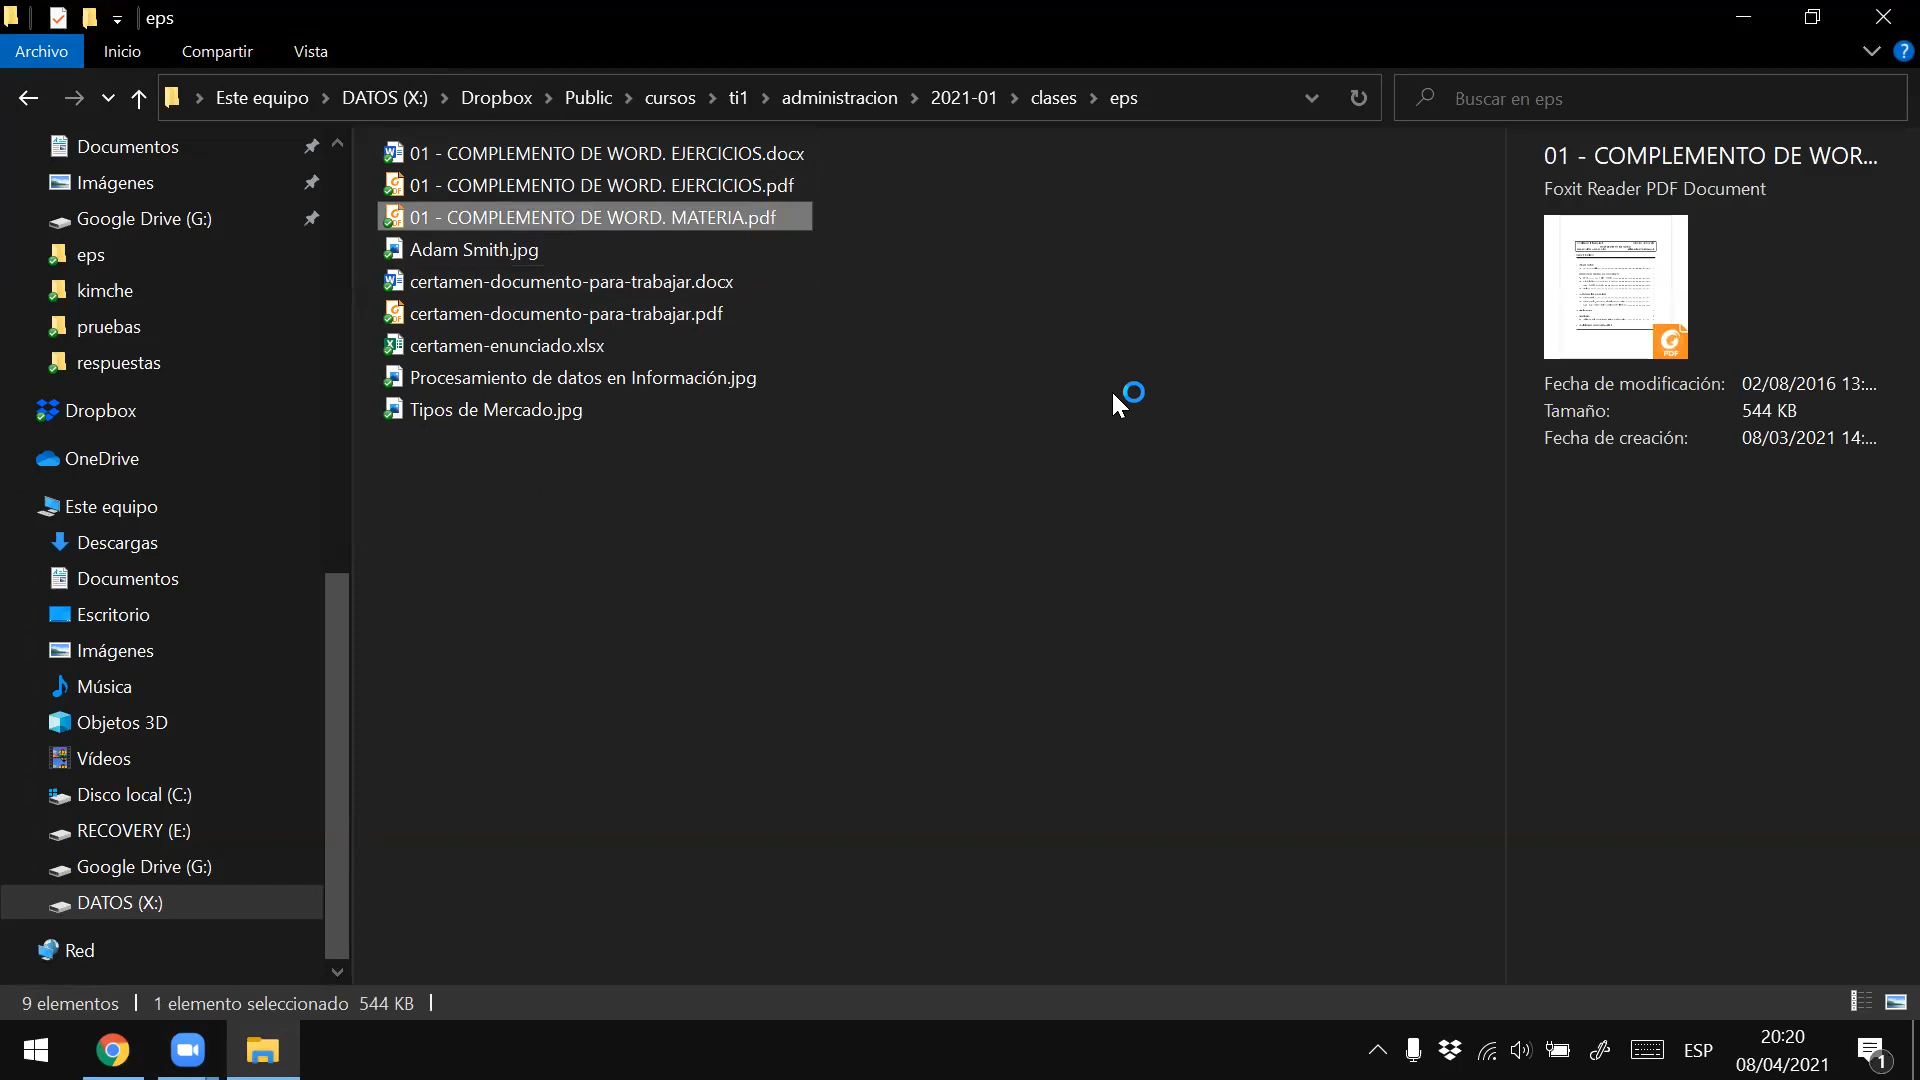 eps
Archivo Inicio Compartir Vista
Este equipo DATOS (X:) Dropbox Public cursos ti1 administracion 2021-01 clases eps
Buscar en eps
Documentos
Imágenes
Google Drive (G:)
eps
kimche
pruebas
respuestas
Dropbox
OneDrive
Este equipo
Descargas
Documentos
Escritorio
Imágenes
Música
Objetos 3D
Vídeos
Disco local (C:)
RECOVERY (E:)
Google Drive (G:)
DATOS (X:)
Red
01 - COMPLEMENTO DE WORD. EJERCICIOS.docx
01 - COMPLEMENTO DE WORD. EJERCICIOS.pdf
01 - COMPLEMENTO DE WORD. MATERIA.pdf
Adam Smith.jpg
certamen-documento-para-trabajar.docx
certamen-documento-para-trabajar.pdf
certamen-enunciado.xlsx
Procesamiento de datos en Información.jpg
Tipos de Mercado.jpg
01 - COMPLEMENTO DE WOR...
Foxit Reader PDF Document
PDF
Fecha de modificación: 02/08/2016 13:...
Tamaño: 544 KB
Fecha de creación: 08/03/2021 14:...
9 elementos 1 elemento seleccionado 544 KB
ESP
20:20
08/04/2021
1